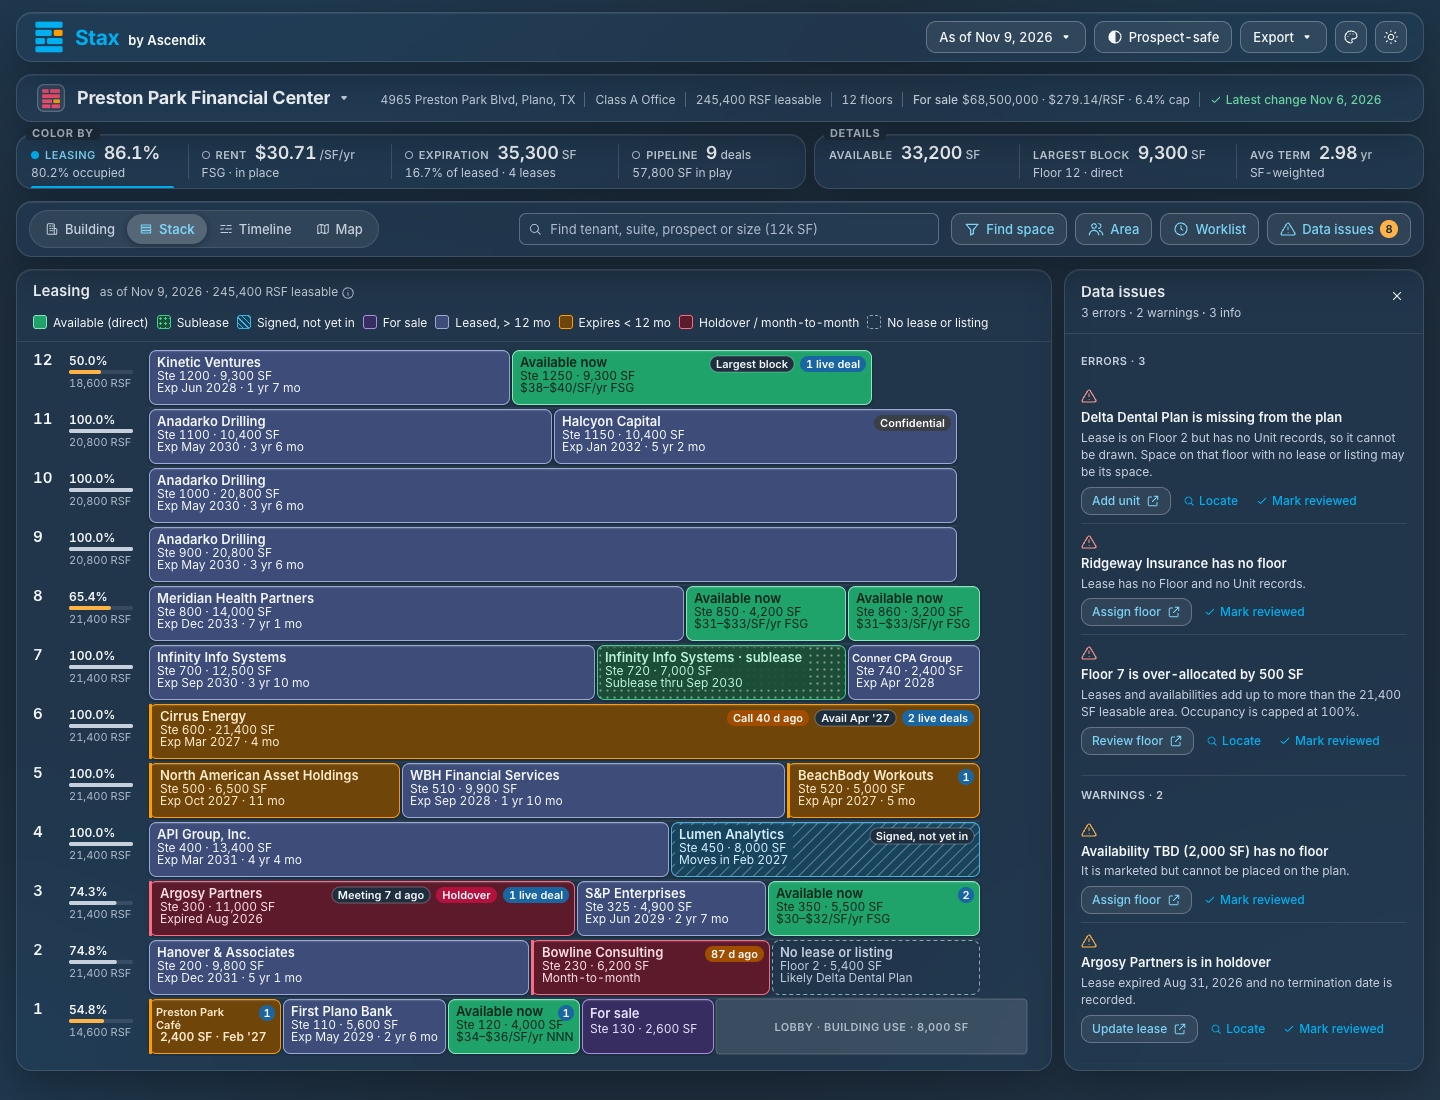 Stax by Ascendix
As of Nov 9, 2026
Prospect-safe
Export
Preston Park Financial Center
4965 Preston Park Blvd, Plano, TX
Class A Office
245,400 RSF leasable
12 floors
For sale $68,500,000 · $279.14/RSF · 6.4% cap
Latest change Nov 6, 2026
COLOR BY
LEASING 86.1%
80.2% occupied
RENT $30.71 /SF/yr
FSG · in place
EXPIRATION 35,300 SF
16.7% of leased · 4 leases
PIPELINE 9 deals
57,800 SF in play
DETAILS
AVAILABLE 33,200 SF
LARGEST BLOCK 9,300 SF
Floor 12 · direct
AVG TERM 2.98 yr
SF-weighted
Building
Stack
Timeline
Map
Find tenant, suite, prospect or size (12k SF)
Find space
Area
Worklist
Data issues 8
Leasing as of Nov 9, 2026 · 245,400 RSF leasable
Available (direct)
Sublease
Signed, not yet in
For sale
Leased, > 12 mo
Expires < 12 mo
Holdover / month-to-month
No lease or listing
12
50.0%
18,600 RSF
Kinetic Ventures
Ste 1200 · 9,300 SF
Exp Jun 2028 · 1 yr 7 mo
Available now
Ste 1250 · 9,300 SF
$38–$40/SF/yr FSG
Largest block
1 live deal
11
100.0%
20,800 RSF
Anadarko Drilling
Ste 1100 · 10,400 SF
Exp May 2030 · 3 yr 6 mo
Halcyon Capital
Ste 1150 · 10,400 SF
Exp Jan 2032 · 5 yr 2 mo
Confidential
10
100.0%
20,800 RSF
Anadarko Drilling
Ste 1000 · 20,800 SF
Exp May 2030 · 3 yr 6 mo
9
100.0%
20,800 RSF
Anadarko Drilling
Ste 900 · 20,800 SF
Exp May 2030 · 3 yr 6 mo
8
65.4%
21,400 RSF
Meridian Health Partners
Ste 800 · 14,000 SF
Exp Dec 2033 · 7 yr 1 mo
Available now
Ste 850 · 4,200 SF
$31–$33/SF/yr FSG
Available now
Ste 860 · 3,200 SF
$31–$33/SF/yr FSG
7
100.0%
21,400 RSF
Infinity Info Systems
Ste 700 · 12,500 SF
Exp Sep 2030 · 3 yr 10 mo
Infinity Info Systems · sublease
Ste 720 · 7,000 SF
Sublease thru Sep 2030
Conner CPA Group
Ste 740 · 2,400 SF
Exp Apr 2028
6
100.0%
21,400 RSF
Cirrus Energy
Ste 600 · 21,400 SF
Exp Mar 2027 · 4 mo
Call 40 d ago
Avail Apr '27
2 live deals
5
100.0%
21,400 RSF
North American Asset Holdings
Ste 500 · 6,500 SF
Exp Oct 2027 · 11 mo
WBH Financial Services
Ste 510 · 9,900 SF
Exp Sep 2028 · 1 yr 10 mo
BeachBody Workouts
Ste 520 · 5,000 SF
Exp Apr 2027 · 5 mo
1
4
100.0%
21,400 RSF
API Group, Inc.
Ste 400 · 13,400 SF
Exp Mar 2031 · 4 yr 4 mo
Lumen Analytics
Ste 450 · 8,000 SF
Moves in Feb 2027
Signed, not yet in
3
74.3%
21,400 RSF
Argosy Partners
Ste 300 · 11,000 SF
Expired Aug 2026
Meeting 7 d ago
Holdover
1 live deal
S&P Enterprises
Ste 325 · 4,900 SF
Exp Jun 2029 · 2 yr 7 mo
Available now
Ste 350 · 5,500 SF
$30–$32/SF/yr FSG
2
2
74.8%
21,400 RSF
Hanover & Associates
Ste 200 · 9,800 SF
Exp Dec 2031 · 5 yr 1 mo
Bowline Consulting
Ste 230 · 6,200 SF
Month-to-month
87 d ago
No lease or listing
Floor 2 · 5,400 SF
Likely Delta Dental Plan
1
54.8%
14,600 RSF
Preston Park
Café
2,400 SF · Feb '27
1
First Plano Bank
Ste 110 · 5,600 SF
Exp May 2029 · 2 yr 6 mo
Available now
Ste 120 · 4,000 SF
$34–$36/SF/yr NNN
1
For sale
Ste 130 · 2,600 SF
LOBBY · BUILDING USE · 8,000 SF
Data issues
3 errors · 2 warnings · 3 info
ERRORS · 3
Delta Dental Plan is missing from the plan
Lease is on Floor 2 but has no Unit records, so it cannot
be drawn. Space on that floor with no lease or listing may
be its space.
Add unit
Locate
Mark reviewed
Ridgeway Insurance has no floor
Lease has no Floor and no Unit records.
Assign floor
Mark reviewed
Floor 7 is over-allocated by 500 SF
Leases and availabilities add up to more than the 21,400
SF leasable area. Occupancy is capped at 100%.
Review floor
Locate
Mark reviewed
WARNINGS · 2
Availability TBD (2,000 SF) has no floor
It is marketed but cannot be placed on the plan.
Assign floor
Mark reviewed
Argosy Partners is in holdover
Lease expired Aug 31, 2026 and no termination date is
recorded.
Update lease
Locate
Mark reviewed